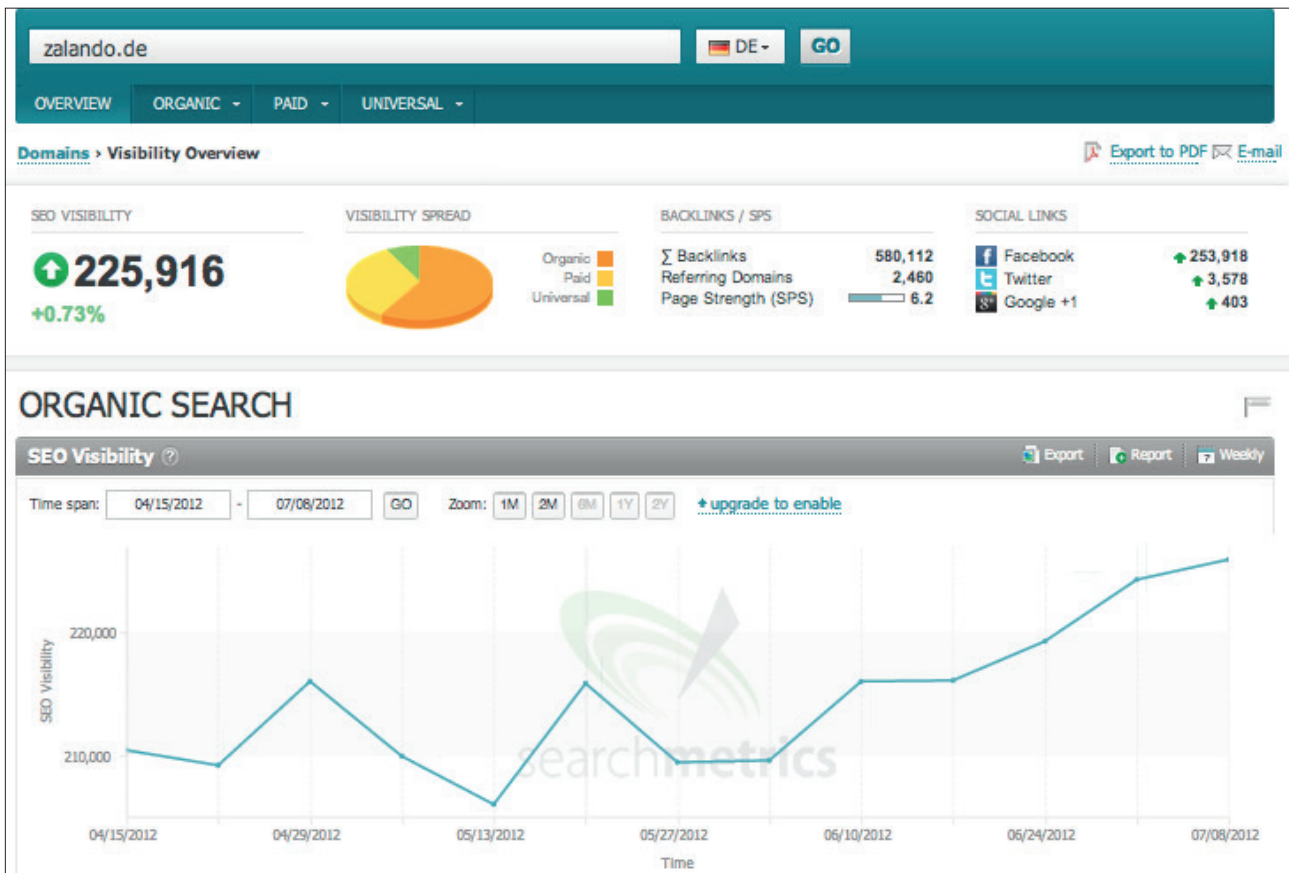 zalando.de DE GO
OVERVIEW ORGANIC PAID UNIVERSAL
Domains › Visibility Overview Export to PDF E-mail
SEO VISIBILITY VISIBILITY SPREAD BACKLINKS / SPS SOCIAL LINKS
225,916
+0.73%
Organic
Paid
Universal
∑ Backlinks 580,112
Referring Domains 2,460
Page Strength (SPS) 6.2
Facebook 253,918
Twitter 3,578
Google +1 403
ORGANIC SEARCH
SEO Visibility ? Export Report Weekly
Time span: 04/15/2012 - 07/08/2012 GO Zoom: 1M 2M 6M 1Y 2Y upgrade to enable
220,000
210,000
SEO Visibility
searchmetrics
04/15/2012 04/29/2012 05/13/2012 05/27/2012 06/10/2012 06/24/2012 07/08/2012
Time